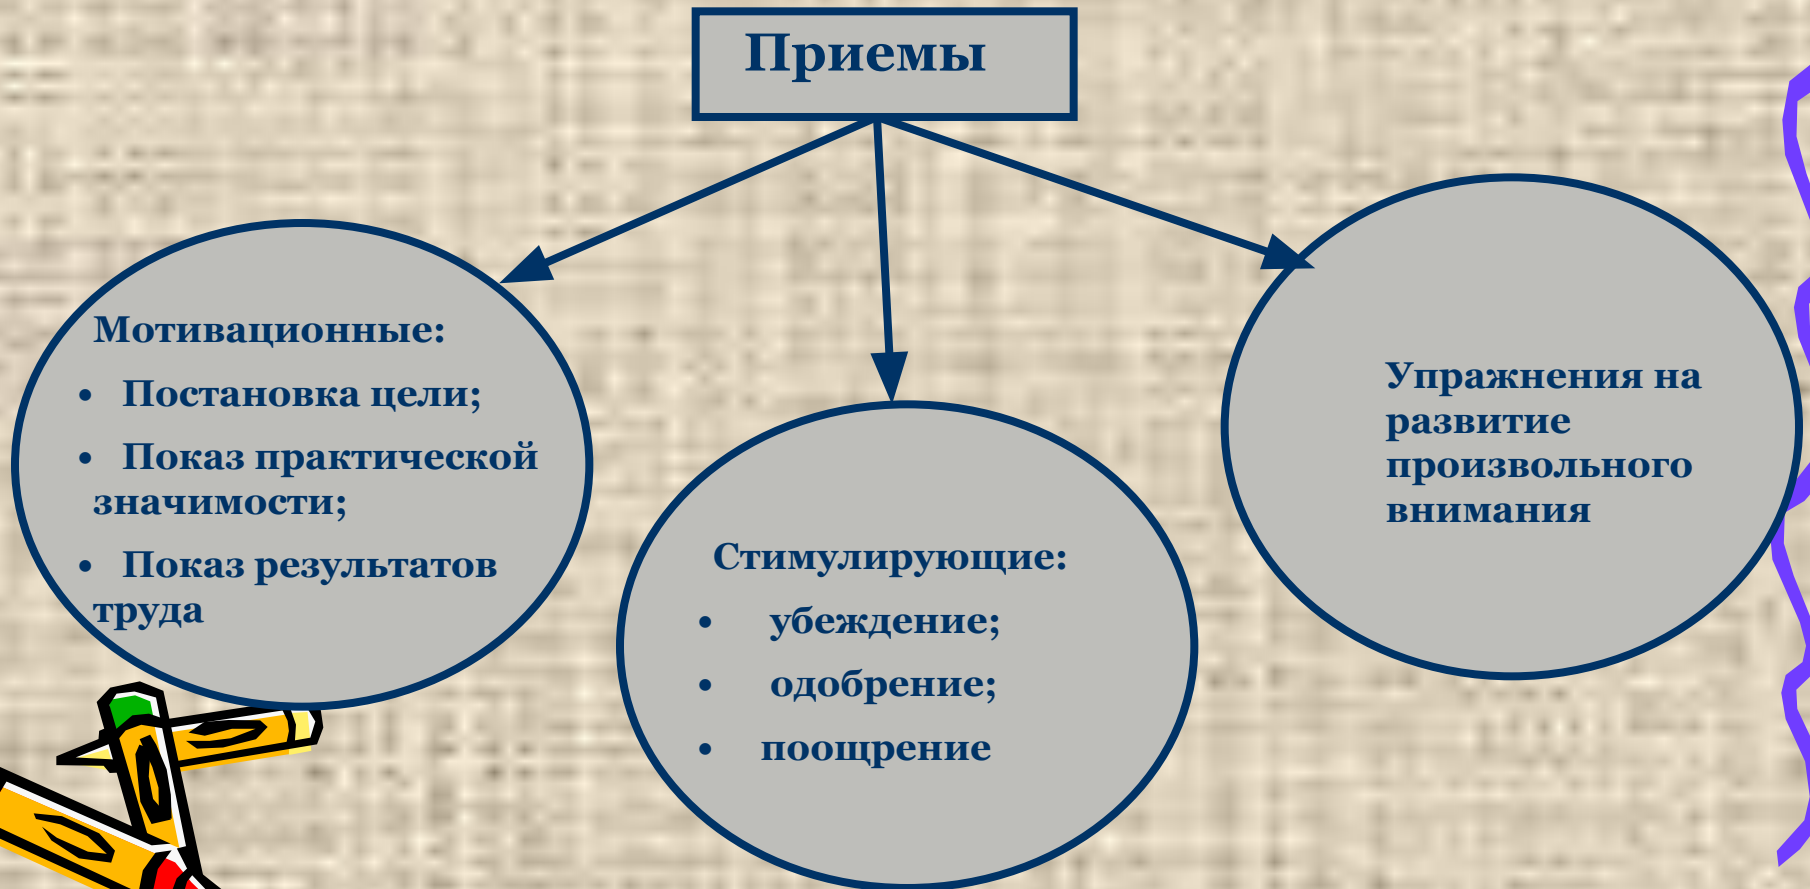 Приемы
Мотивационные:
• Постановка цели;
• Показ практической
значимости;
• Показ результатов
труда
Стимулирующие:
• убеждение;
• одобрение;
• поощрение
Упражнения на
развитие
произвольного
внимания